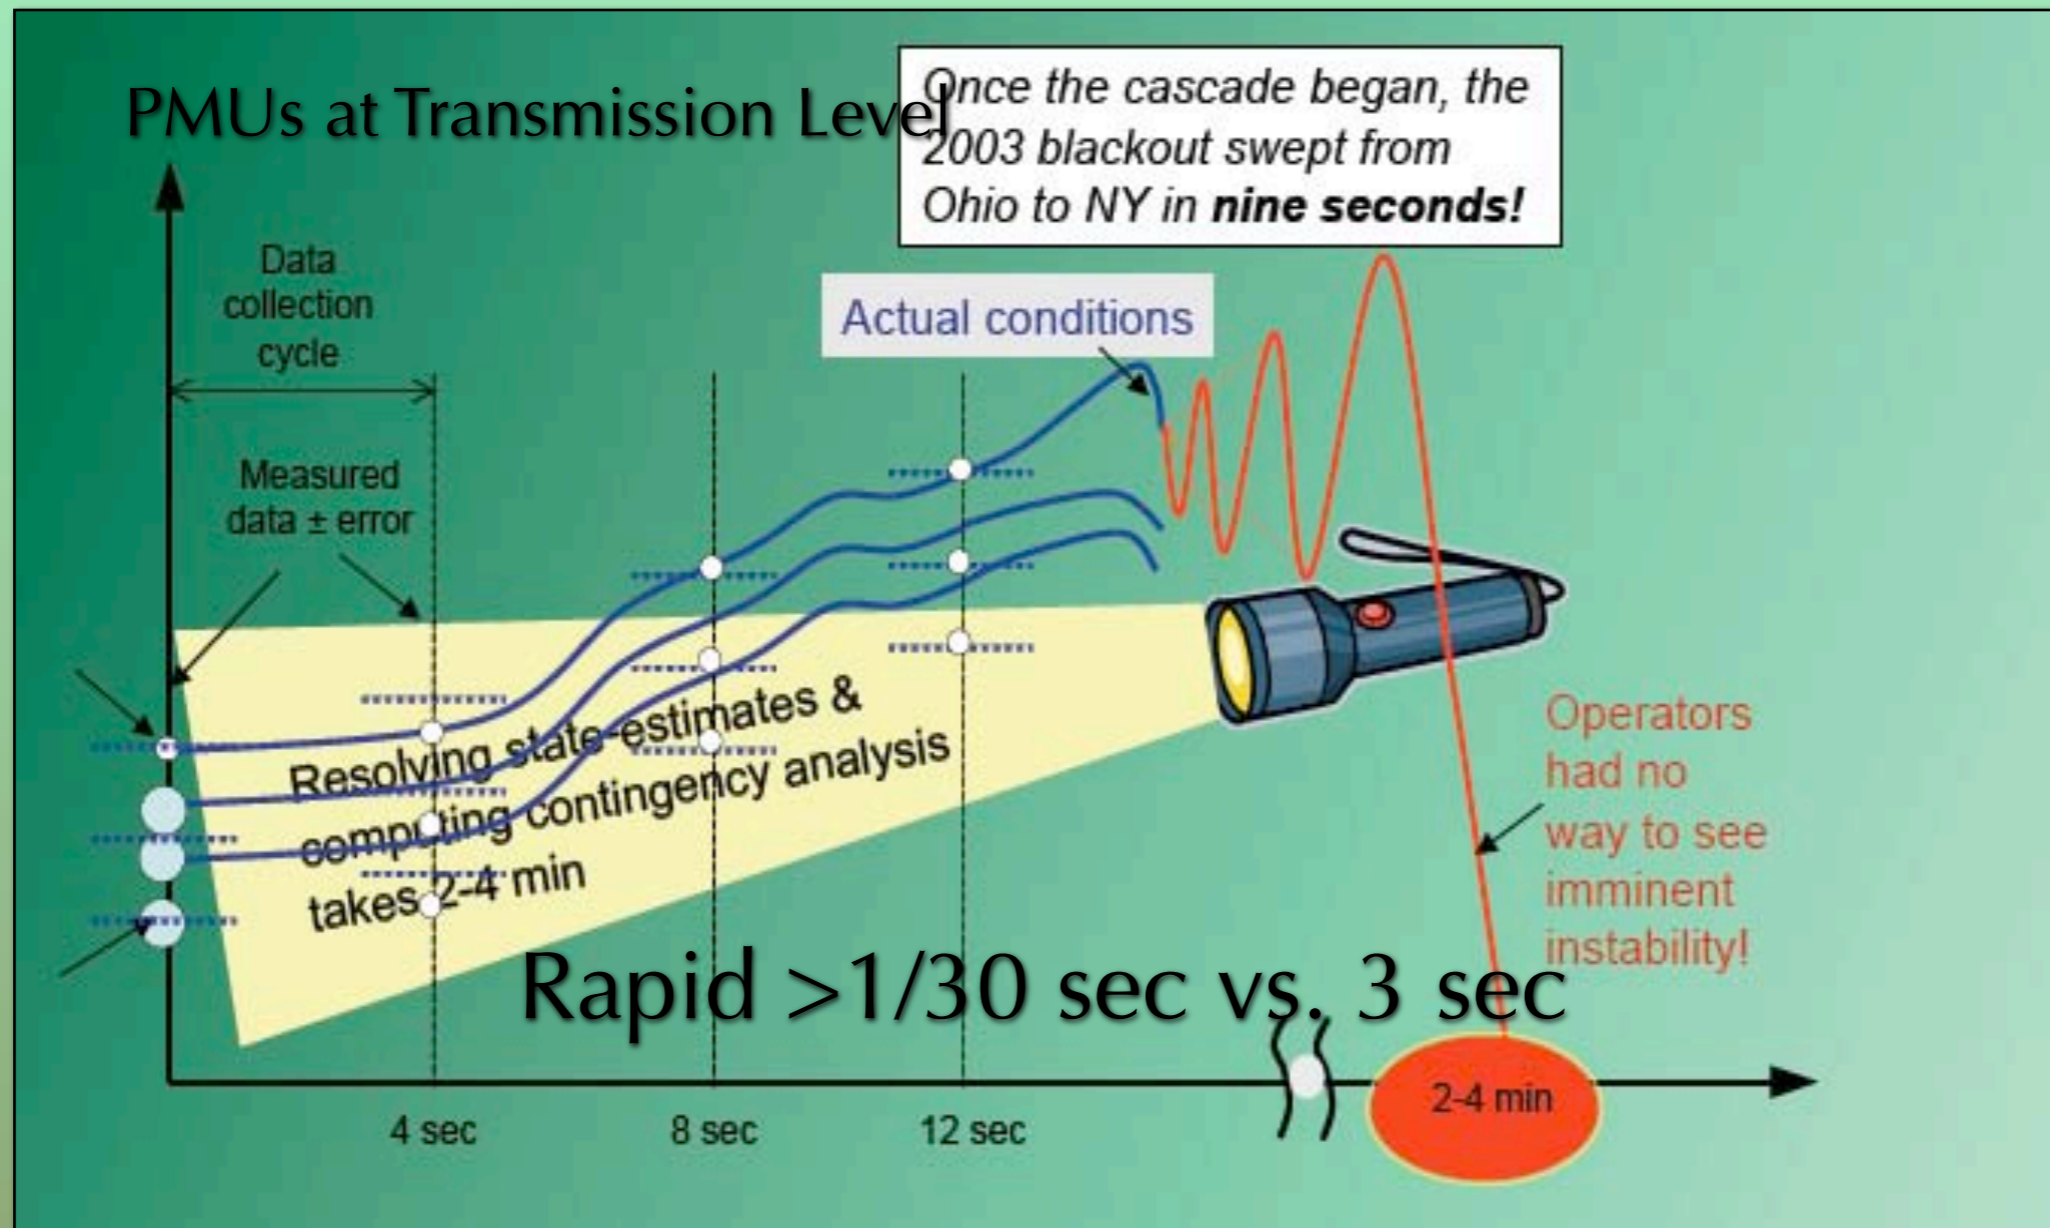 PMUs at Transmission Level
Once the cascade began, the
2003 blackout swept from
Ohio to NY in nine seconds!
Data
collection
cycle
Actual conditions
Measured
data ± error
Resolving state-estimates &
computing contingency analysis
takes 2-4 min
Operators
had no
way to see
imminent
instability!
Rapid >1/30 sec vs. 3 sec
4 sec
8 sec
12 sec
2-4 min